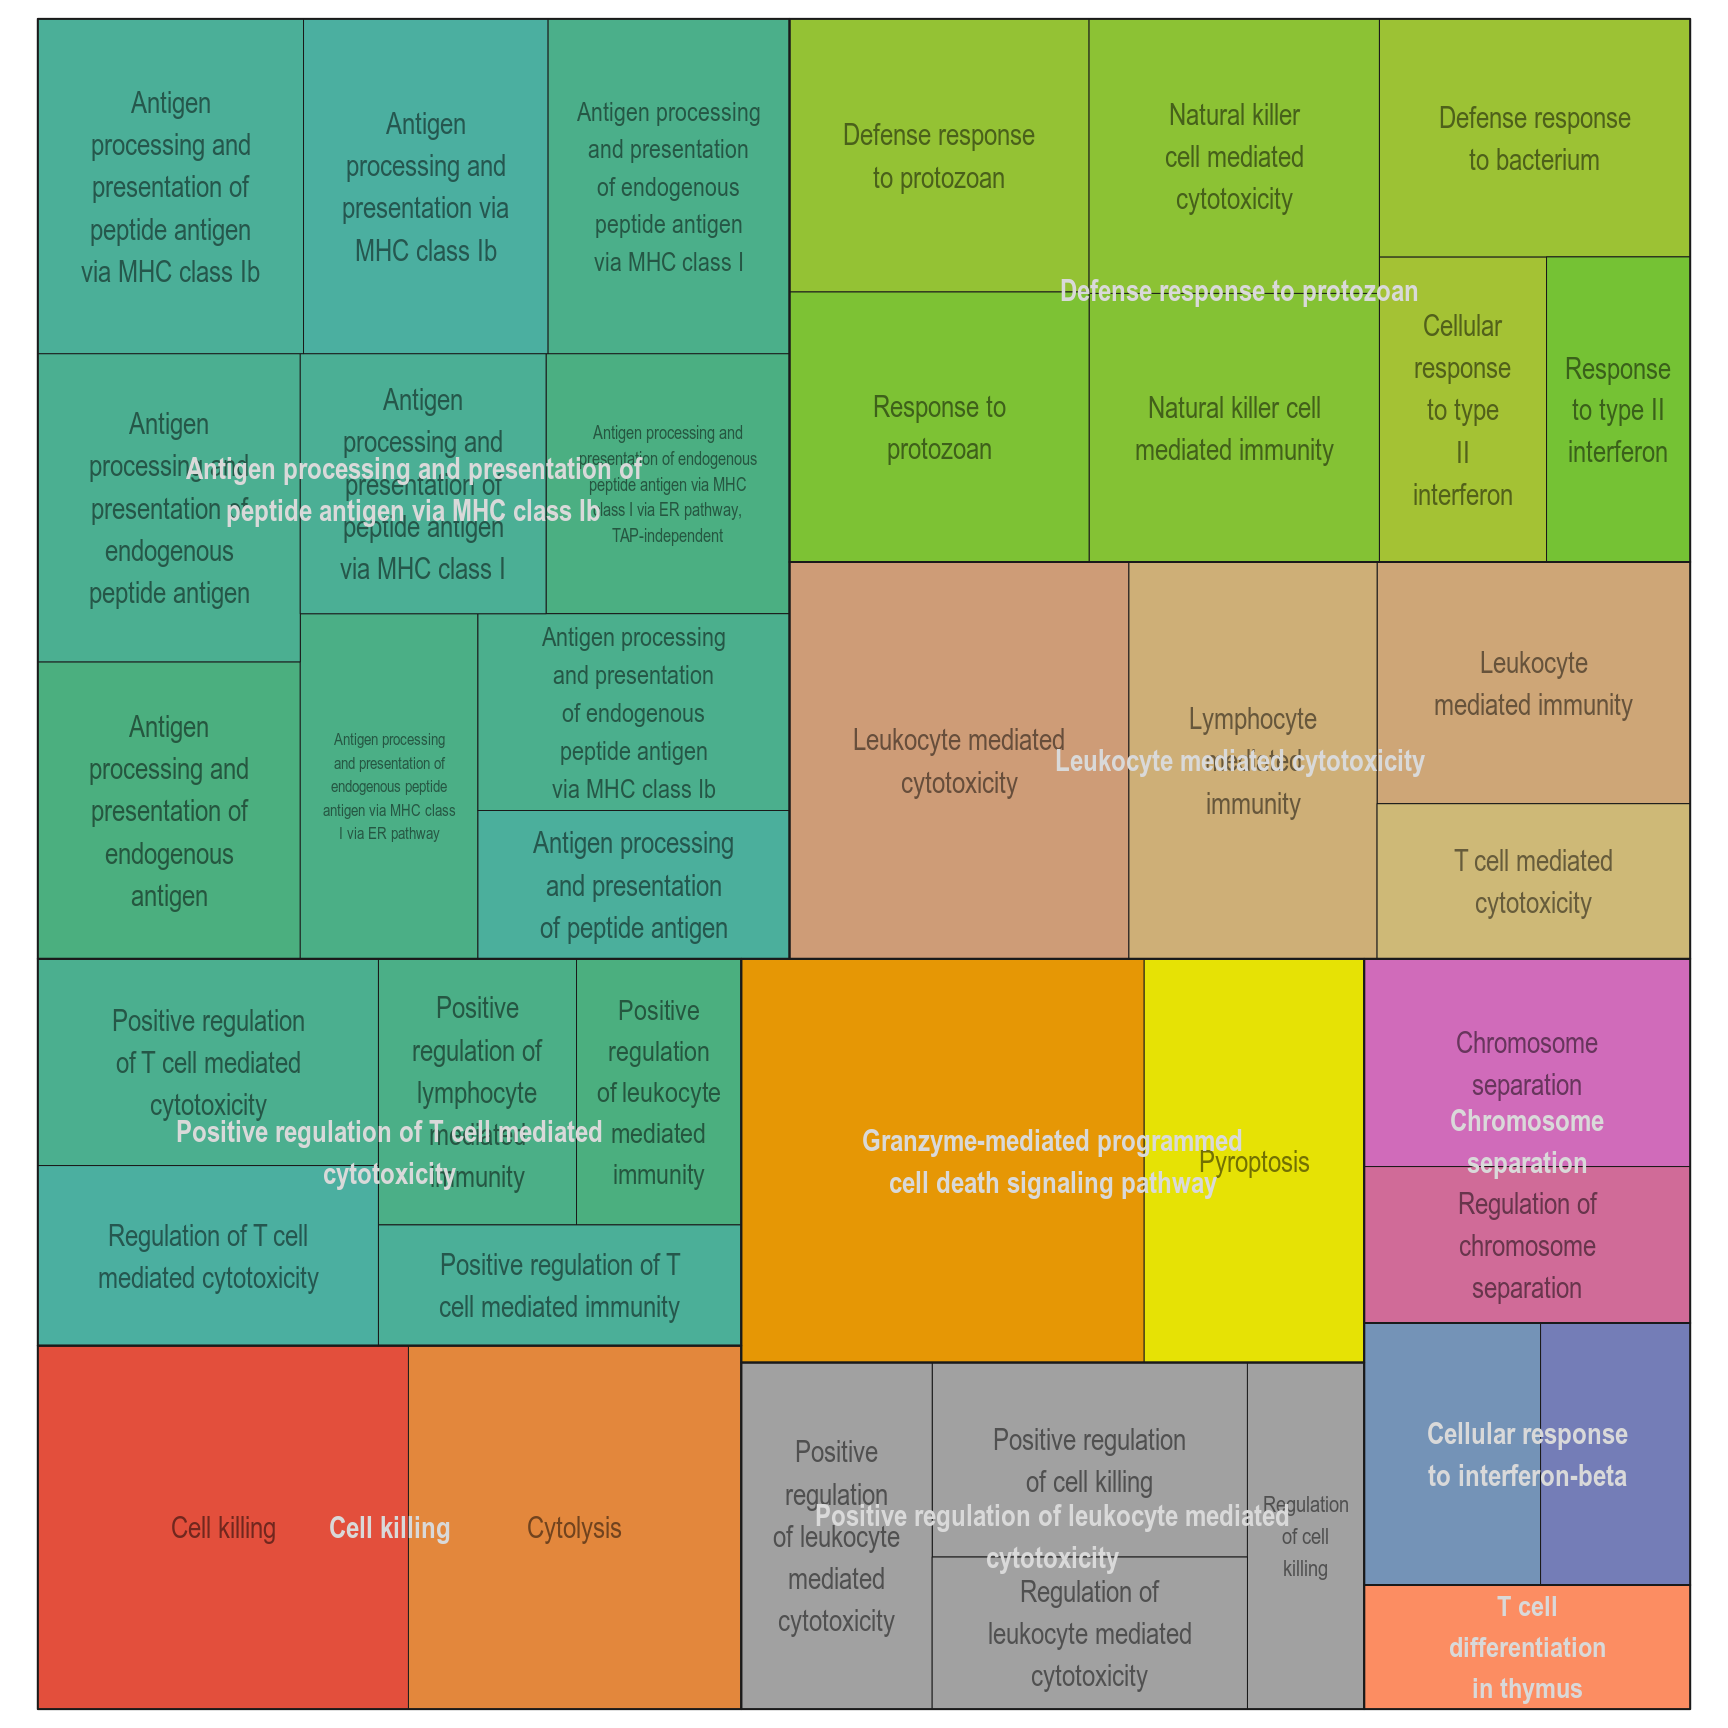 Antigen
processing and
presentation of
peptide antigen
via MHC class Ib
Antigen
processing and
presentation via
MHC class Ib
Antigen processing
and presentation
of endogenous
peptide antigen
via MHC class I
Antigen
processing and
presentation of
endogenous
peptide antigen
Antigen
processing and
presentation of
peptide antigen
via MHC class I
Antigen processing and
presentation of endogenous
peptide antigen via MHC
class I via ER pathway,
TAP-independent
Antigen processing and presentation of
peptide antigen via MHC class Ib
Antigen
processing and
presentation of
endogenous
antigen
Antigen processing
and presentation of
endogenous peptide
antigen via MHC class
I via ER pathway
Antigen processing
and presentation
of endogenous
peptide antigen
via MHC class Ib
Antigen processing
and presentation
of peptide antigen
Defense response
to protozoan
Natural killer
cell mediated
cytotoxicity
Defense response
to bacterium
Defense response to protozoan
Response to
protozoan
Natural killer cell
mediated immunity
Cellular
response
to type
II
interferon
Response
to type II
interferon
Leukocyte mediated
cytotoxicity
Lymphocyte
mediated
immunity
Leukocyte mediated cytotoxicity
Leukocyte
mediated immunity
T cell mediated
cytotoxicity
Positive regulation
of T cell mediated
cytotoxicity
Positive
regulation of
lymphocyte
mediated
immunity
Positive
regulation
of leukocyte
mediated
immunity
Positive regulation of T cell mediated
cytotoxicity
Regulation of T cell
mediated cytotoxicity
Positive regulation of T
cell mediated immunity
Granzyme-mediated programmed
cell death signaling pathway
Pyroptosis
Chromosome
separation
Chromosome
separation
Regulation of
chromosome
separation
Cell killing
Cell killing
Cytolysis
Positive
regulation
of leukocyte
mediated
cytotoxicity
Positive regulation
of cell killing
Positive regulation of leukocyte mediated
cytotoxicity
Regulation of
leukocyte mediated
cytotoxicity
Regulation
of cell
killing
Cellular response
to interferon-beta
T cell
differentiation
in thymus